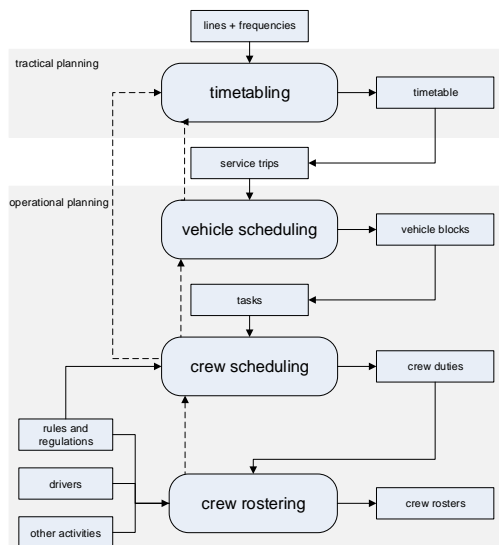 lines + frequencies
tractical planning
timetabling
timetable
service trips
operational planning
vehicle scheduling
vehicle blocks
tasks
crew scheduling
crew duties
rules and
regulations
drivers
crew rostering
crew rosters
other activities